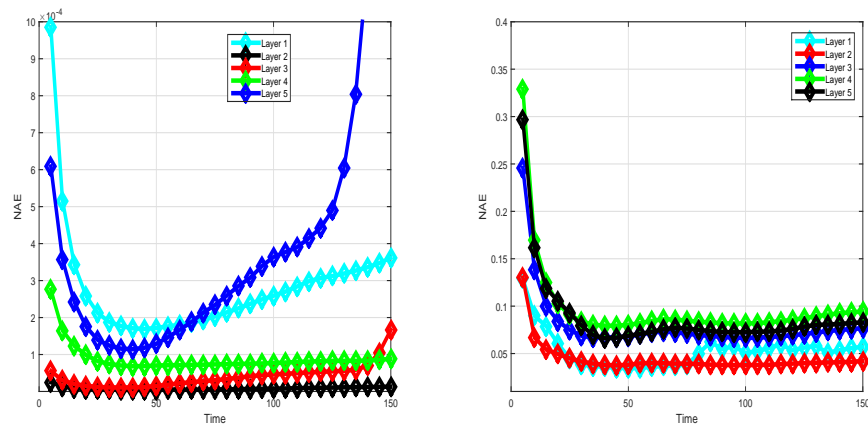 ×10⁻⁴
10
9
8
7
6
5
4
3
2
1
NAE
0
50
100
150
Time
Layer 1
Layer 2
Layer 3
Layer 4
Layer 5
0.4
0.35
0.3
0.25
0.2
0.15
0.1
0.05
NAE
0
50
100
150
Time
Layer 1
Layer 2
Layer 3
Layer 4
Layer 5